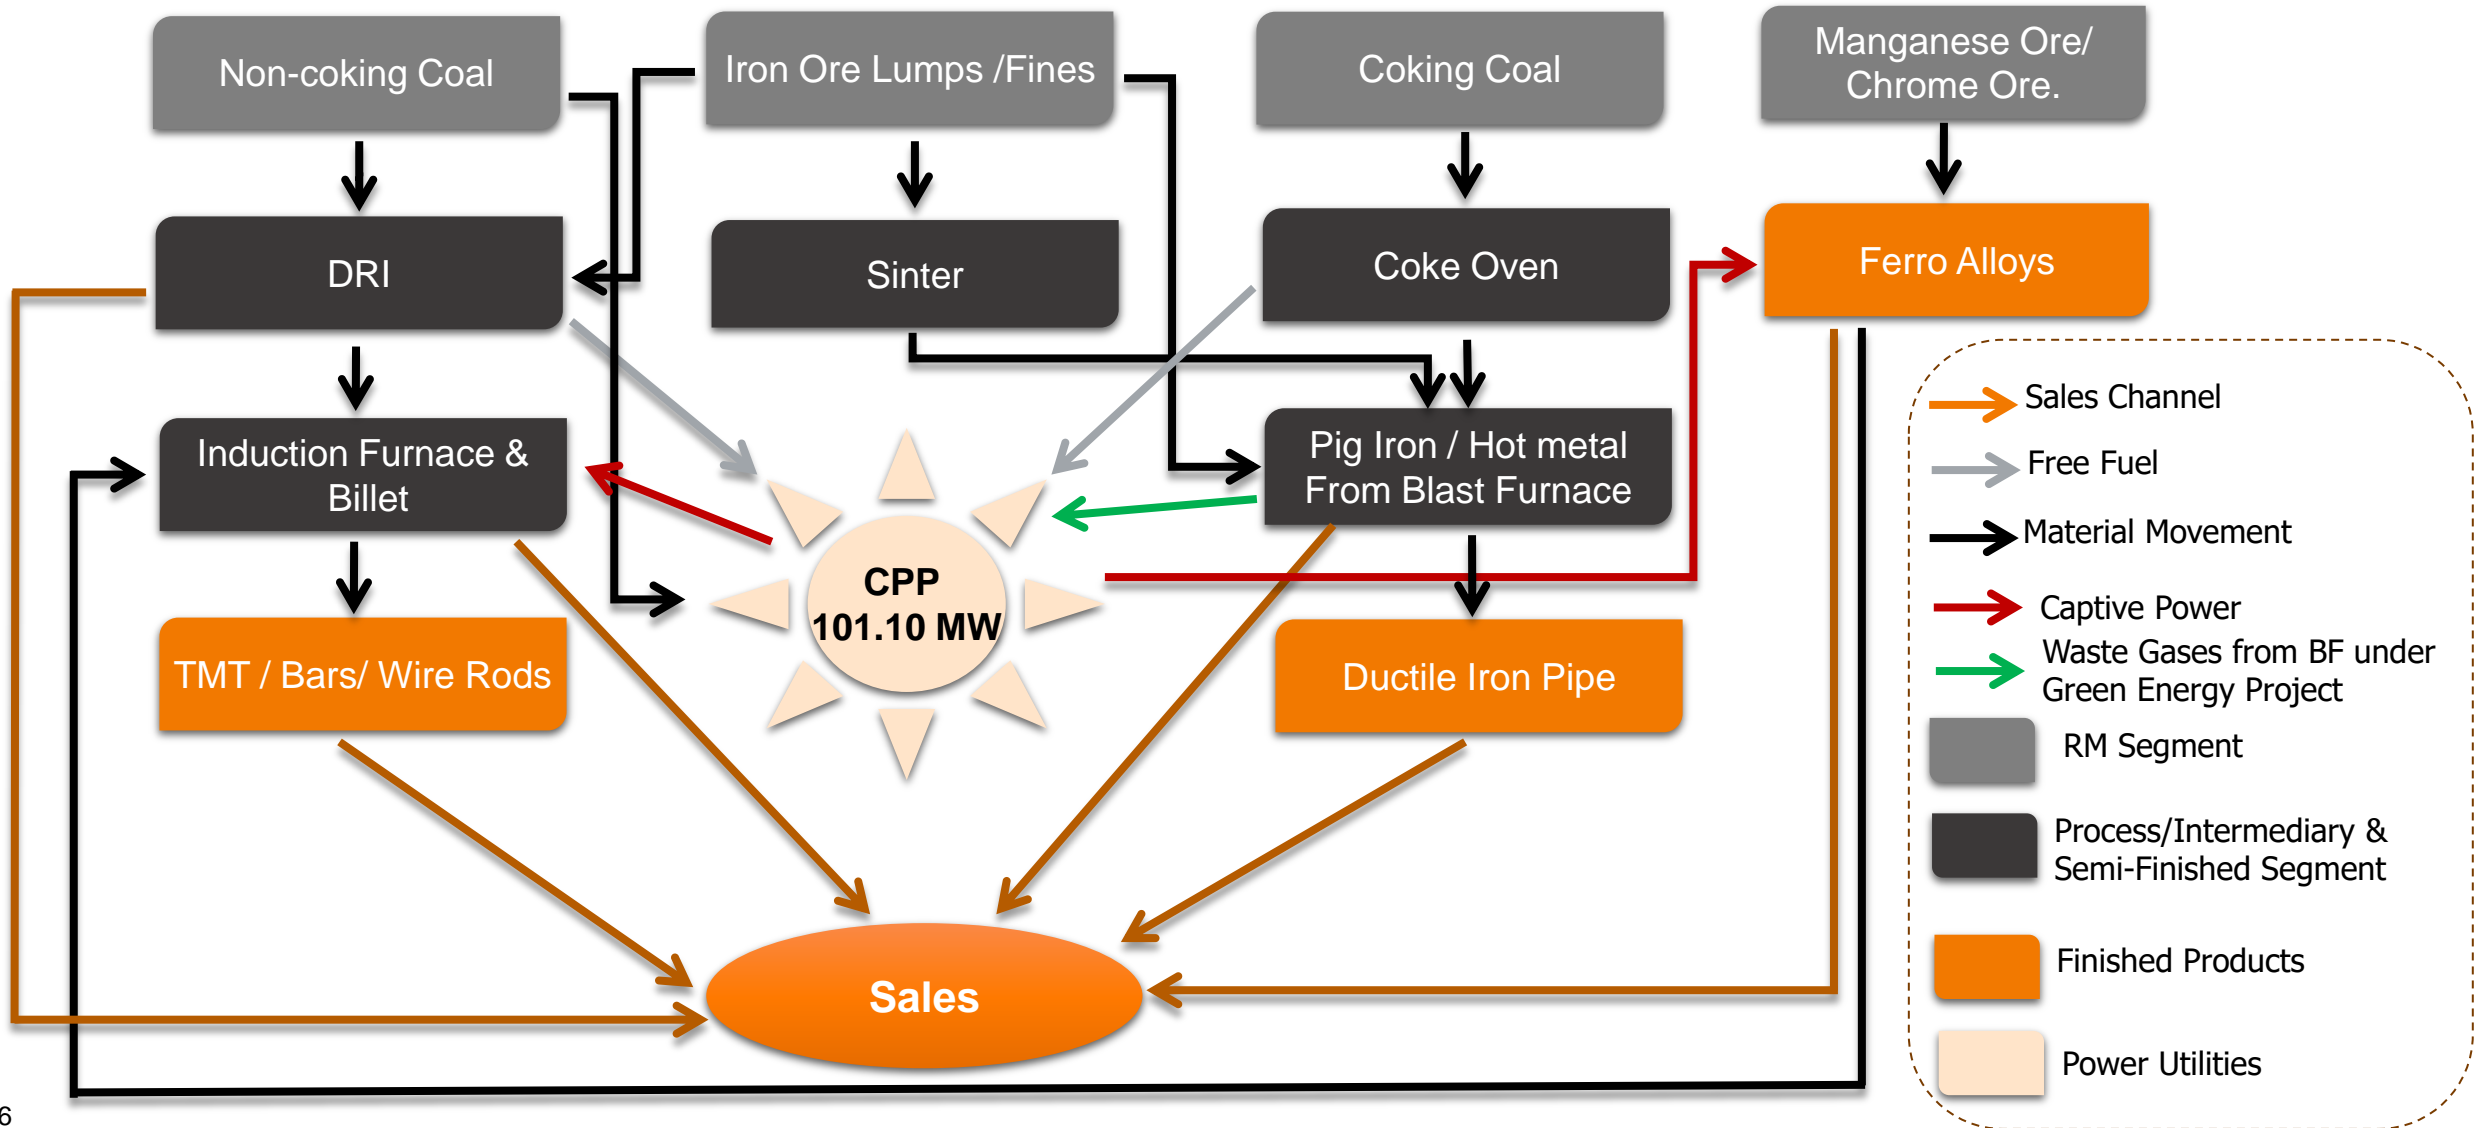 Non-coking Coal
Iron Ore Lumps /Fines
Coking Coal
Manganese Ore/
Chrome Ore.
DRI
Sinter
Coke Oven
Ferro Alloys
Induction Furnace &
Billet
Pig Iron / Hot metal
From Blast Furnace
CPP
101.10 MW
TMT / Bars/ Wire Rods
Ductile Iron Pipe
Sales
Sales Channel
Free Fuel
Material Movement
Captive Power
Waste Gases from BF under
Green Energy Project
RM Segment
Process/Intermediary &
Semi-Finished Segment
Finished Products
Power Utilities
6